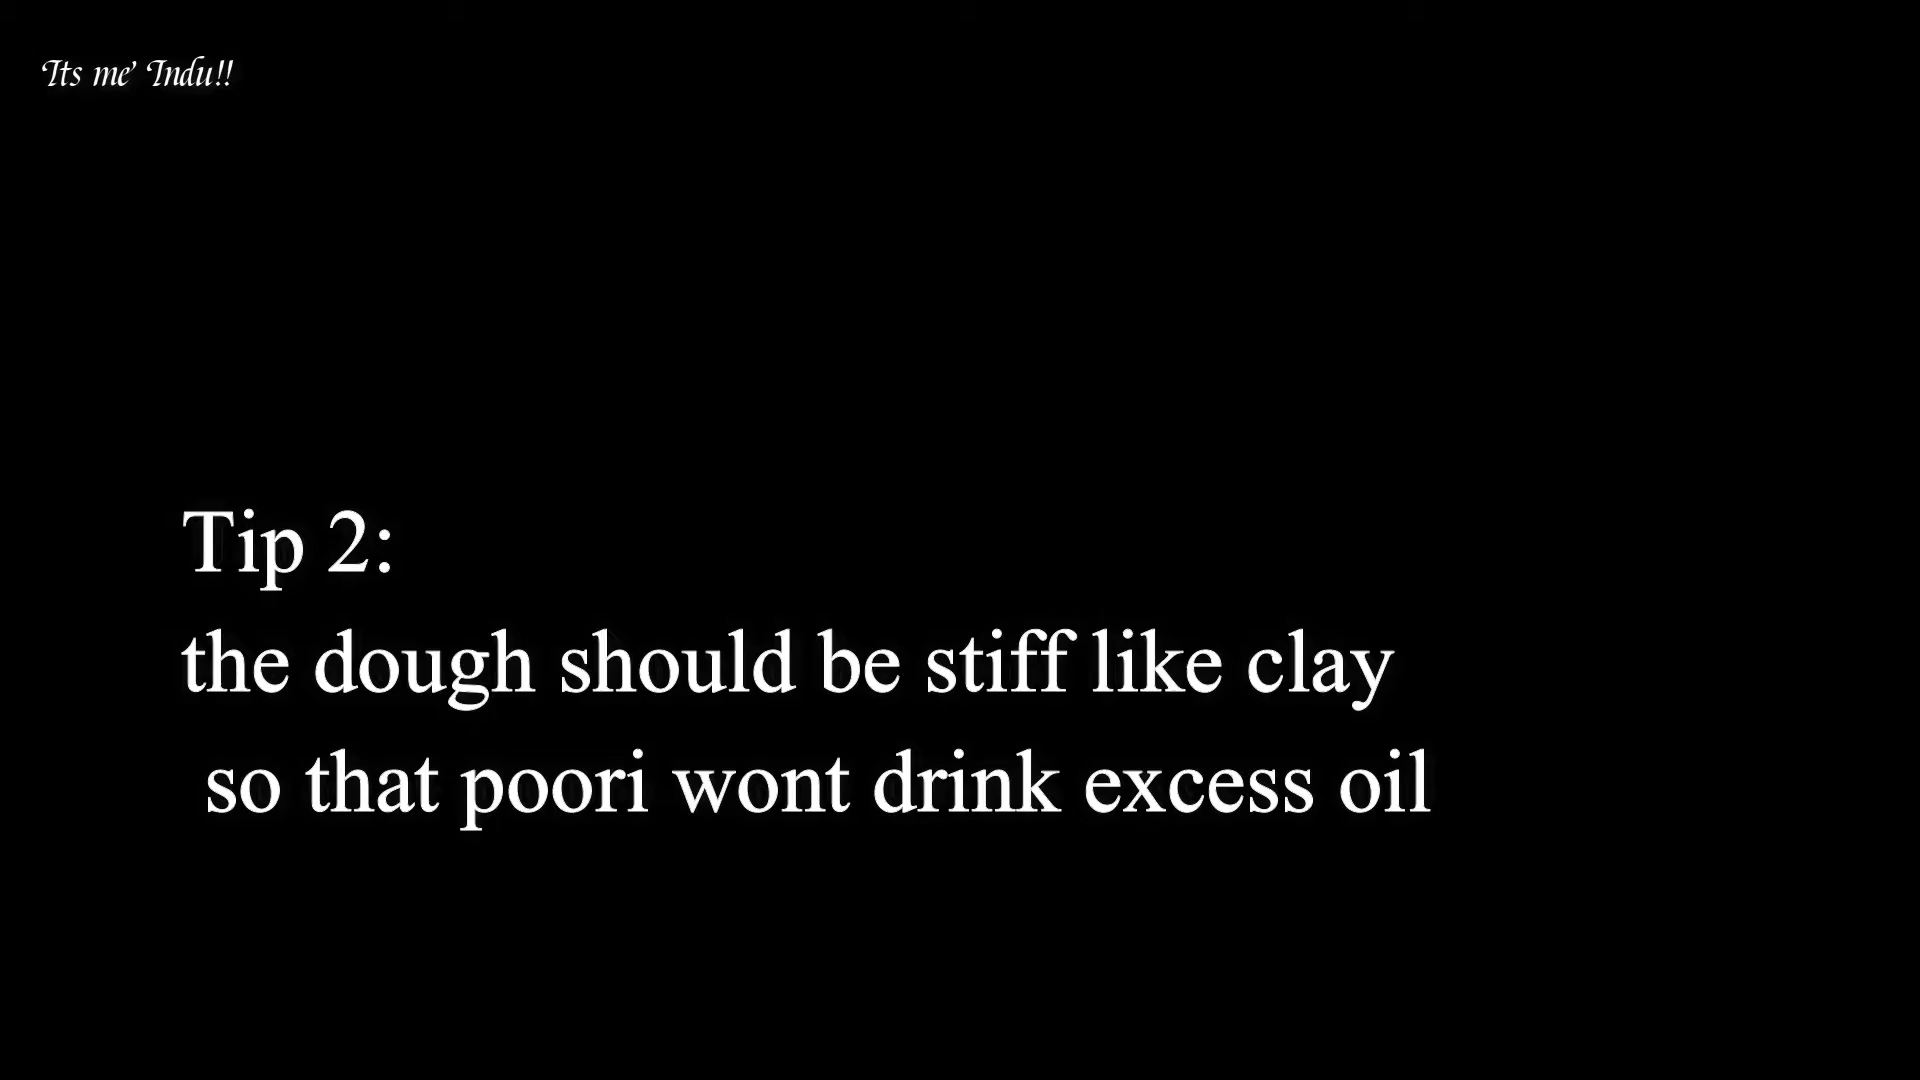 Its me' Indu!!
Tip 2:
the dough should be stiff like clay
so that poori wont drink excess oil